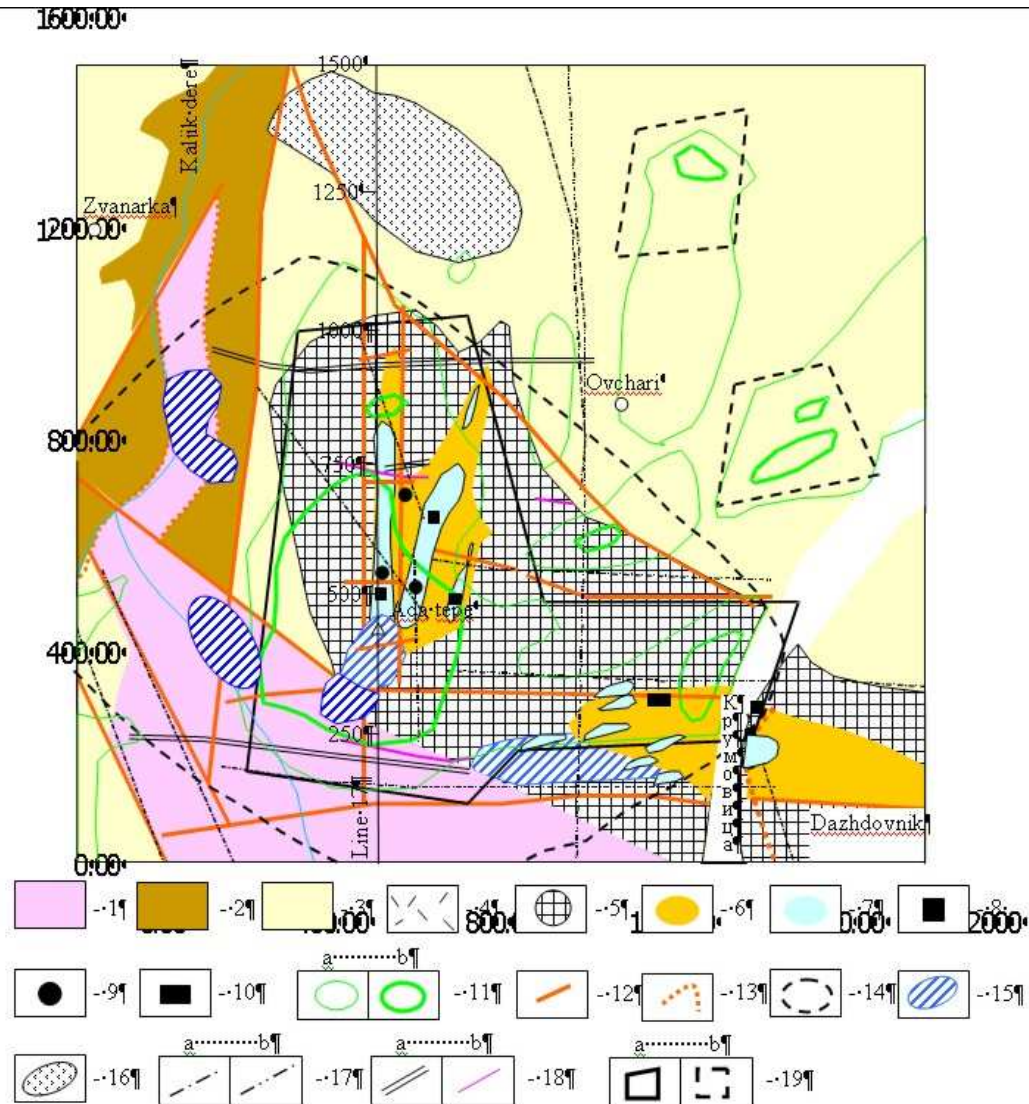 1600.00
1500¶
Kaljik·dere¶
1250¶
Zvanarka¶
1200.00
1000¶
Ovchari¶
800.00
750¶
500¶
Ada·tepe¶
400.00
250¶
К¶
р¶
у¶
м¶
о¶
в¶
и¶
ц¶
а¶
Line·1·¶
Dazhdovnik¶
0.00
-·1¶
-·2¶
-·3¶
-·4¶
-·5¶
-·6¶
-·7¶
-·8·
2000
a··········b¶
-·9¶
-·10¶
-·11¶
-·12¶
-·13¶
-·14¶
-·15¶
a··········b¶
a··········b¶
a··········b¶
-·16¶
-·17¶
-·18¶
-·19¶